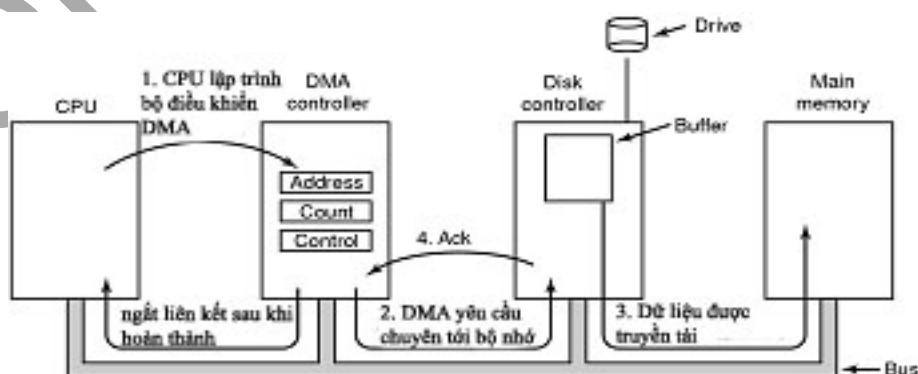 Drive
1. CPU lập trình
bộ điều khiển
DMA
CPU
DMA
controller
Disk
controller
Main
memory
Buffer
Address
Count
Control
4. Ack
ngắt liên kết sau khi
hoàn thành
2. DMA yêu cầu
chuyên tới bộ nhớ
3. Dữ liệu được
truyền tải
Bus